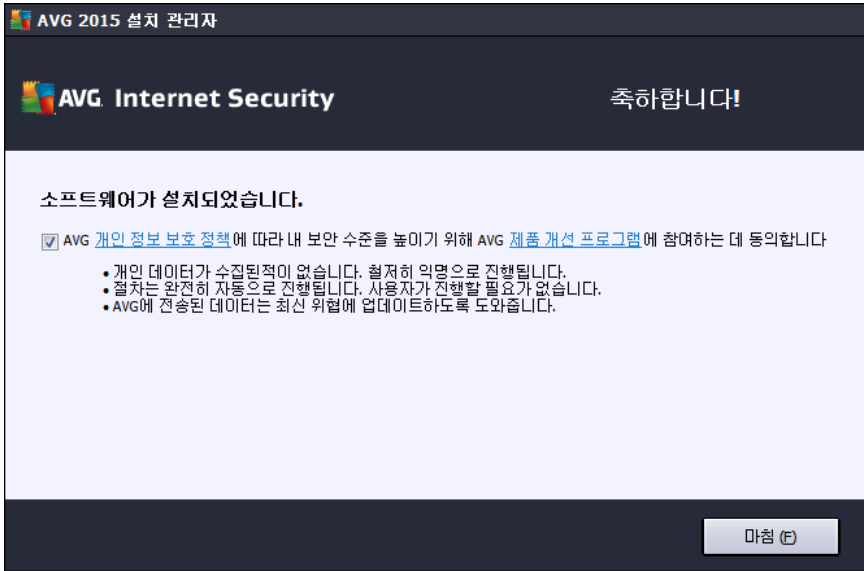 AVG 2015 설치 관리자
AVG. Internet Security
축하합니다!
소프트웨어가 설치되었습니다.
AVG 개인 정보 보호 정책에 따라 내 보안 수준을 높이기 위해 AVG 제품 개선 프로그램에 참여하는 데 동의합니다
• 개인 데이터가 수집된적이 없습니다. 철저히 익명으로 진행됩니다.
• 절차는 완전히 자동으로 진행됩니다. 사용자가 진행할 필요가 없습니다.
• AVG에 전송된 데이터는 최신 위협에 업데이트하도록 도와줍니다.
마침 (F)